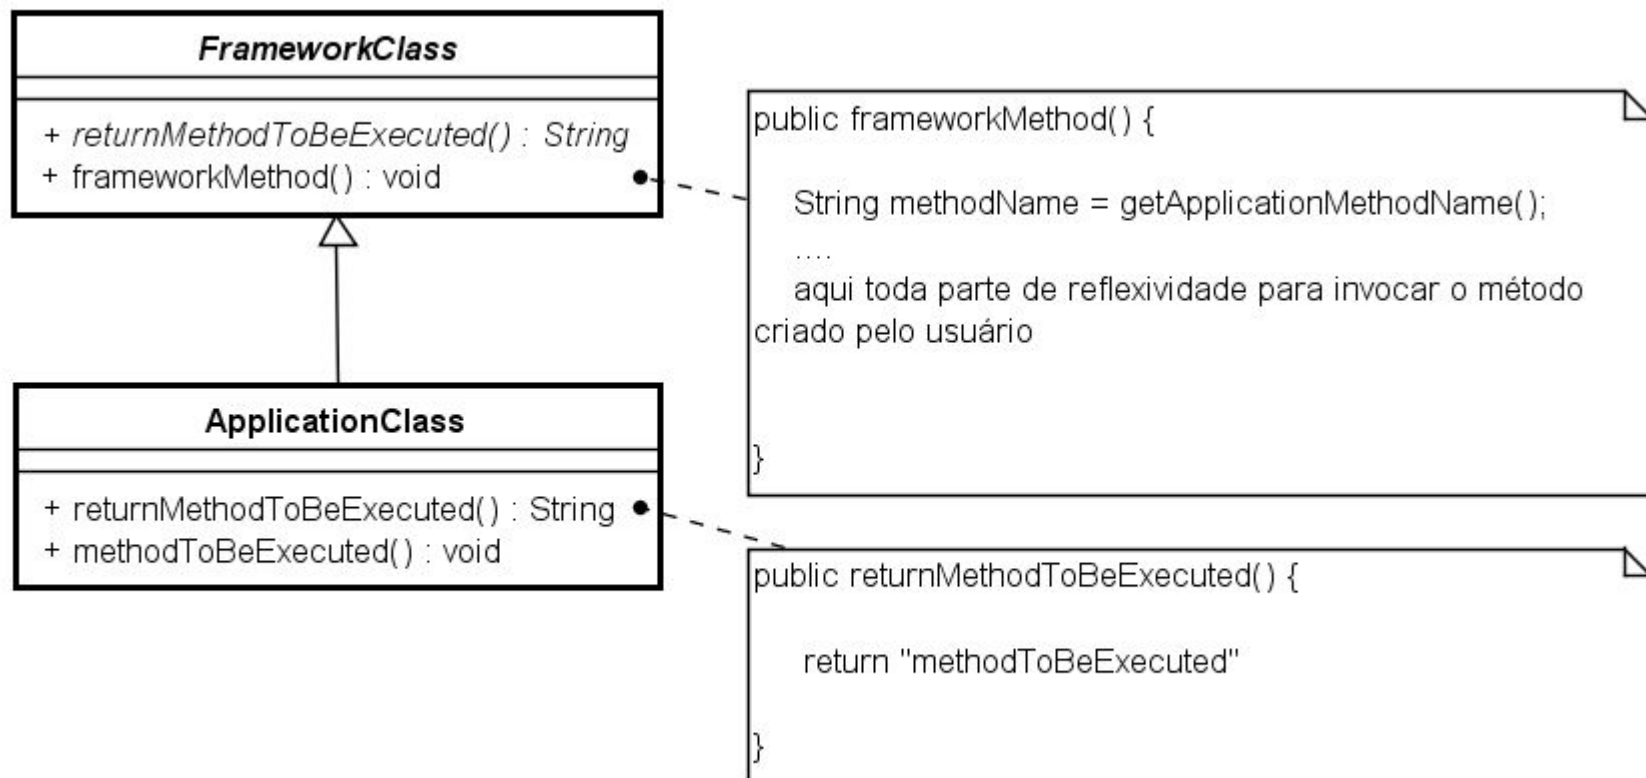 FrameworkClass
+ returnMethodToBeExecuted() : String
+ frameworkMethod() : void
public frameworkMethod() {
String methodName = getApplicationMethodName();
....
aqui toda parte de reflexividade para invocar o método
criado pelo usuário
}
ApplicationClass
+ returnMethodToBeExecuted() : String
+ methodToBeExecuted() : void
public returnMethodToBeExecuted() {
return "methodToBeExecuted"
}